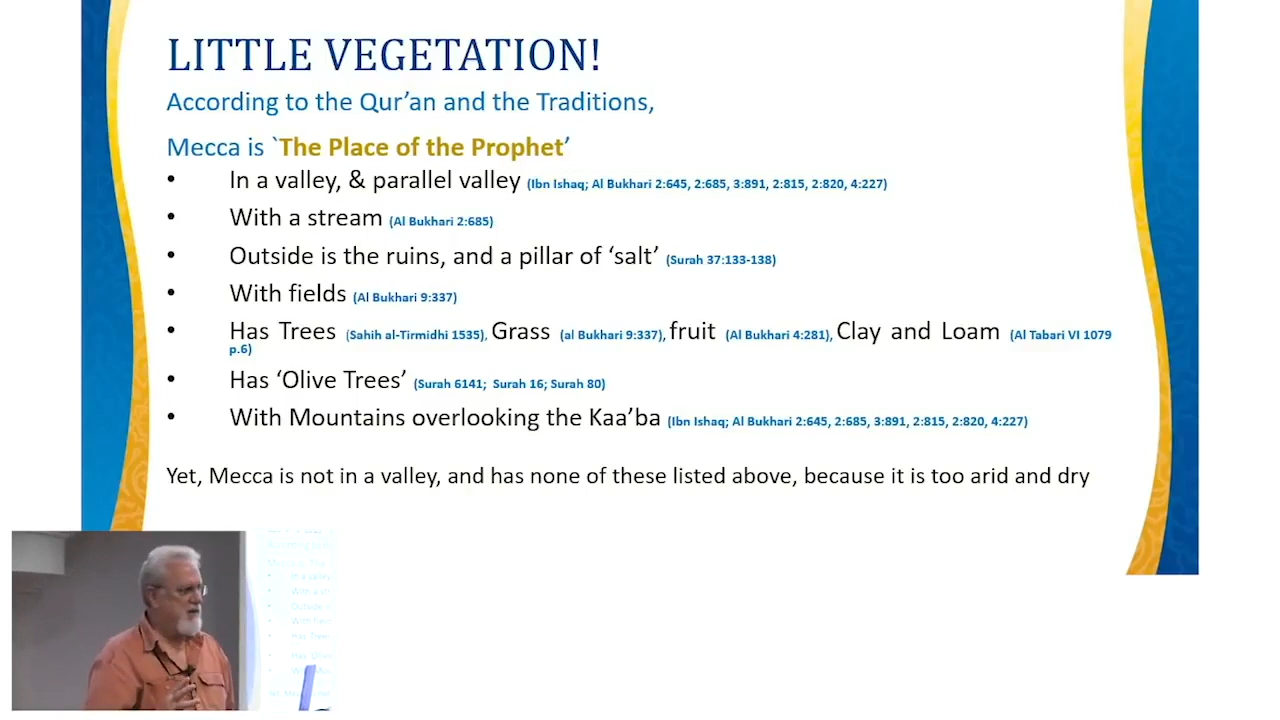 LITTLE VEGETATION!
According to the Qur’an and the Traditions,
Mecca is `The Place of the Prophet’
• In a valley, & parallel valley (Ibn Ishaq; Al Bukhari 2:645, 2:685, 3:891, 2:815, 2:820, 4:227)
• With a stream (Al Bukhari 2:685)
• Outside is the ruins, and a pillar of ‘salt’ (Surah 37:133-138)
• With fields (Al Bukhari 9:337)
• Has Trees (Sahih al-Tirmidhi 1535), Grass (al Bukhari 9:337), fruit (Al Bukhari 4:281), Clay and Loam (Al Tabari VI 1079
p.6)
• Has ‘Olive Trees’ (Surah 6141; Surah 16; Surah 80)
• With Mountains overlooking the Kaa’ba (Ibn Ishaq; Al Bukhari 2:645, 2:685, 3:891, 2:815, 2:820, 4:227)
Yet, Mecca is not in a valley, and has none of these listed above, because it is too arid and dry